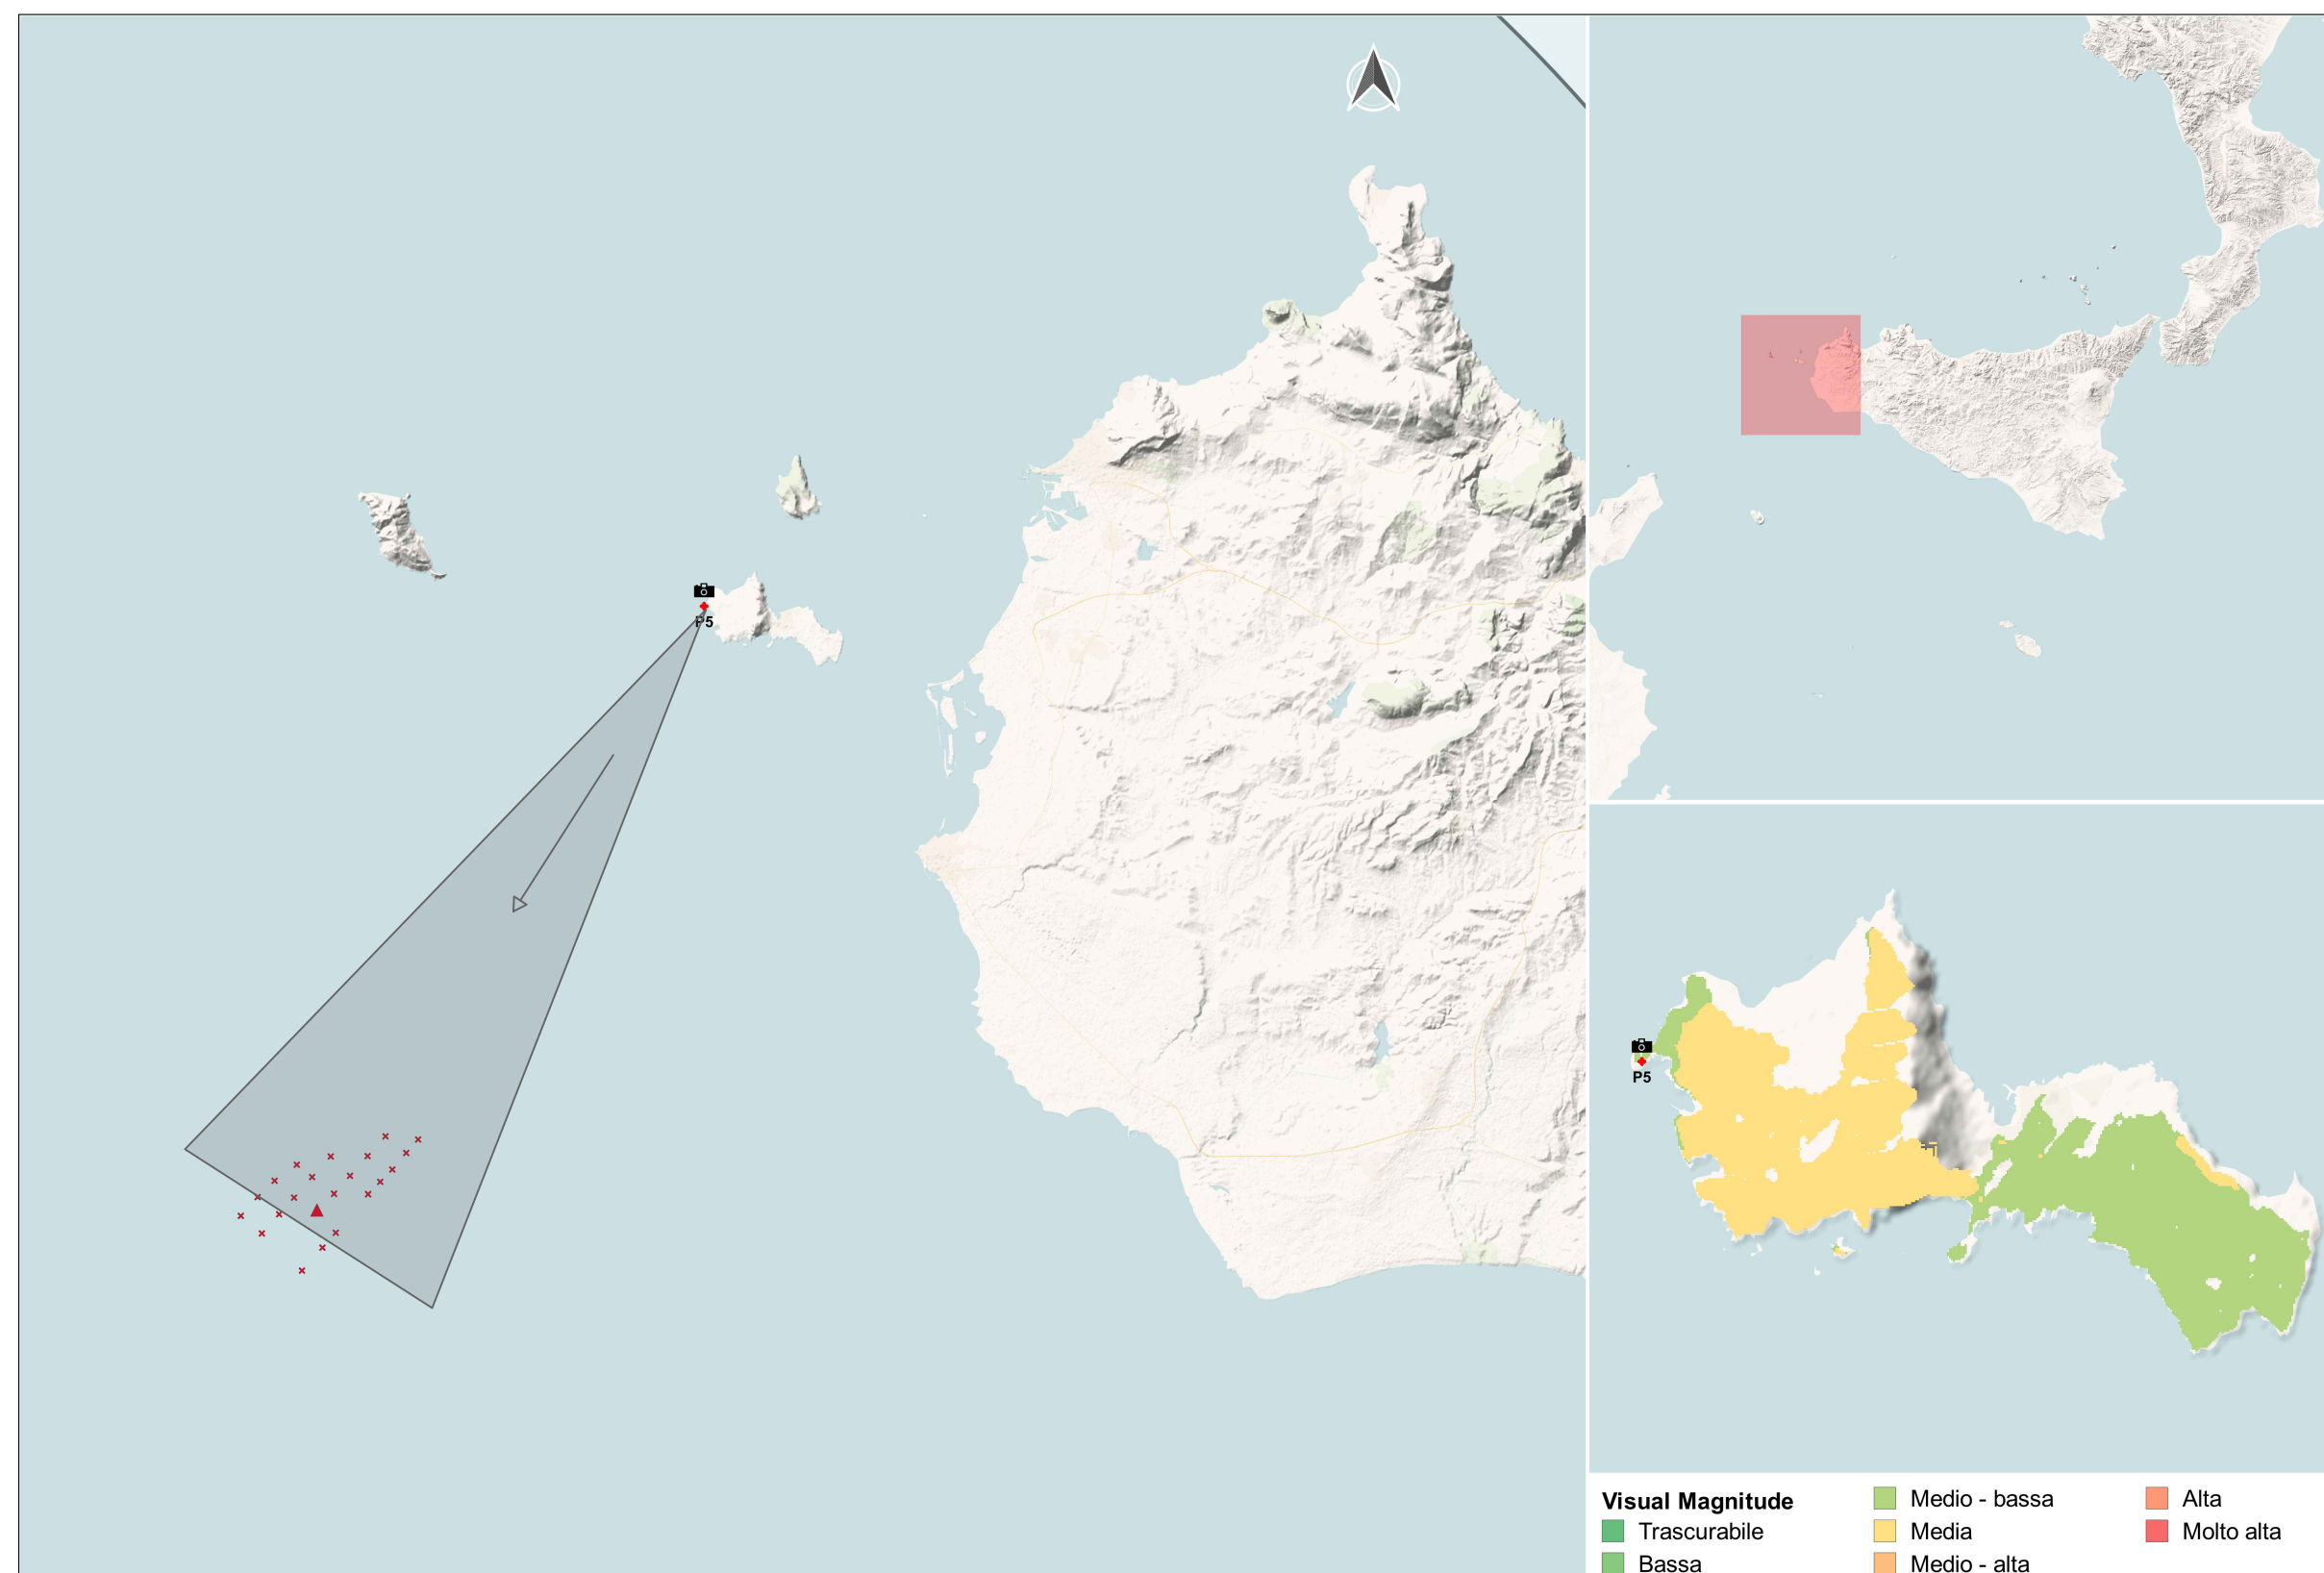 P5
P5
Visual Magnitude
Trascurabile
Bassa
Medio - bassa
Media
Medio - alta
Alta
Molto alta